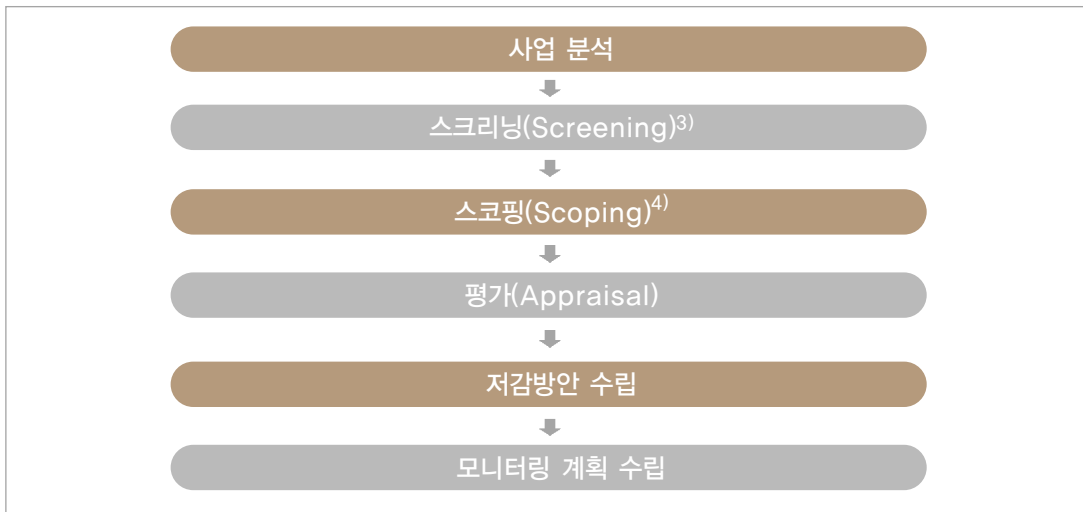 사업 분석
스크리닝(Screening)3)
스코핑(Scoping)4)
평가(Appraisal)
저감방안 수립
모니터링 계획 수립